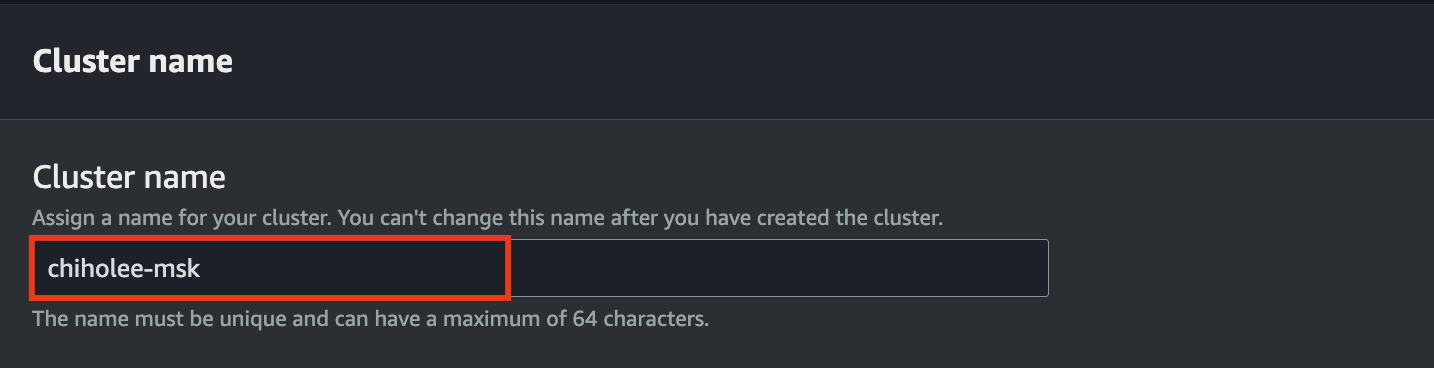 Cluster name
Cluster name
Assign a name for your cluster. You can't change this name after you have created the cluster.
chiholee-msk
The name must be unique and can have a maximum of 64 characters.